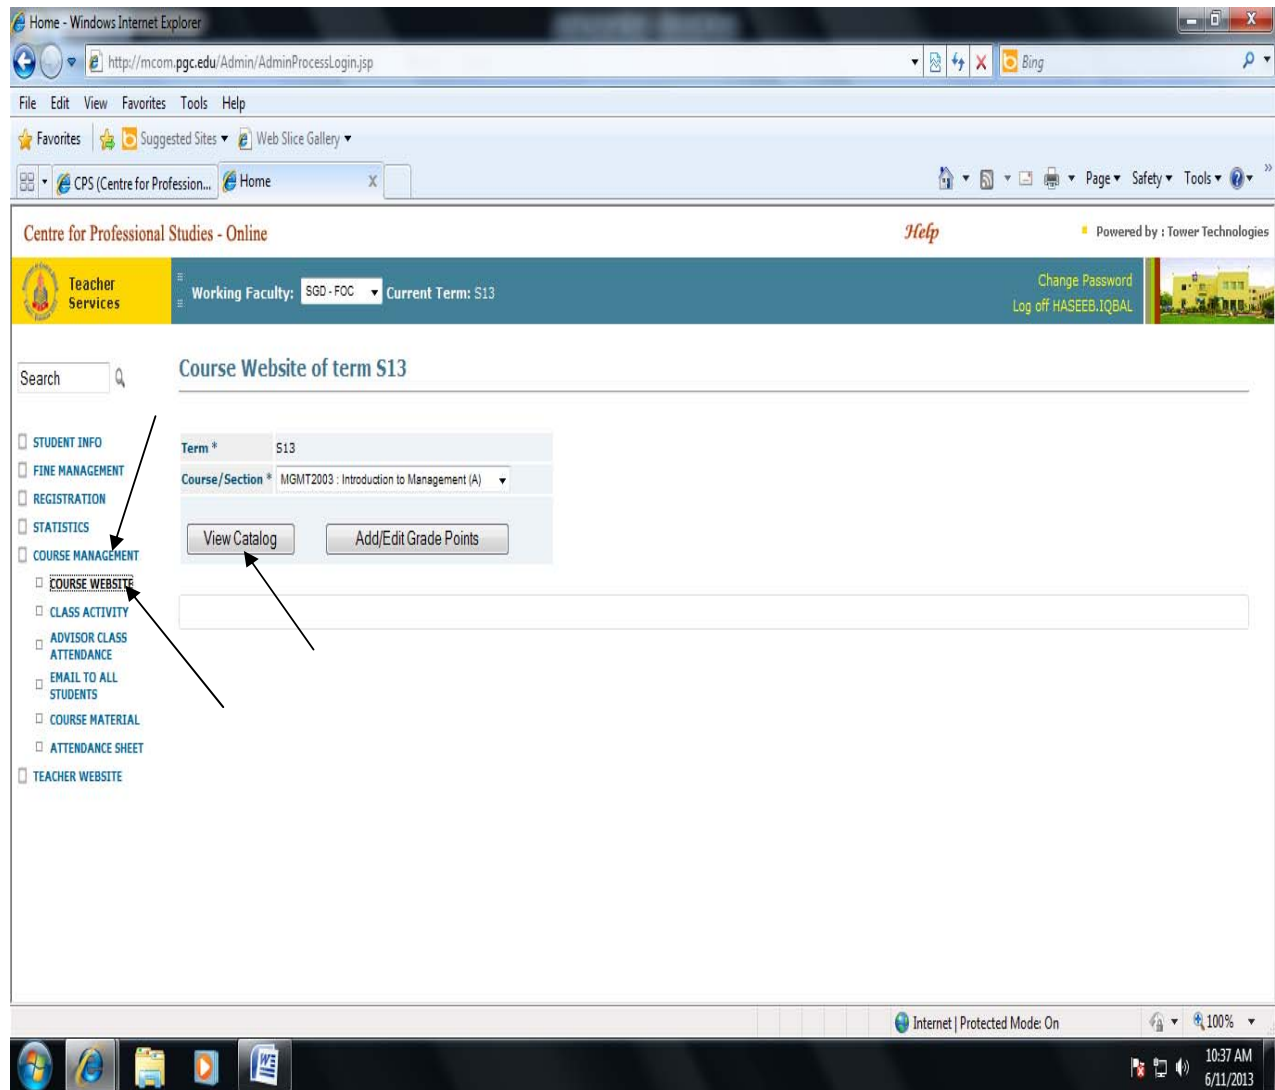 Home - Windows Internet Explorer
http://mcom.pgc.edu/Admin/AdminProcessLogin.jsp
Bing
File Edit View Favorites Tools Help
Favorites Suggested Sites Web Slice Gallery
CPS (Centre for Profession... Home X Page Safety Tools
Centre for Professional Studies - Online Help Powered by : Tower Technologies
Teacher
Services
Working Faculty: SGD - FOC Current Term: S13
Change Password
Log off HASEEB.IQBAL
Search
Course Website of term S13
STUDENT INFO
FINE MANAGEMENT
REGISTRATION
STATISTICS
COURSE MANAGEMENT
COURSE WEBSITE
CLASS ACTIVITY
ADVISOR CLASS
ATTENDANCE
EMAIL TO ALL
STUDENTS
COURSE MATERIAL
ATTENDANCE SHEET
TEACHER WEBSITE
Term * S13
Course/Section * MGMT2003 : Introduction to Management (A)
View Catalog Add/Edit Grade Points
Internet | Protected Mode: On 100%
10:37 AM
6/11/2013